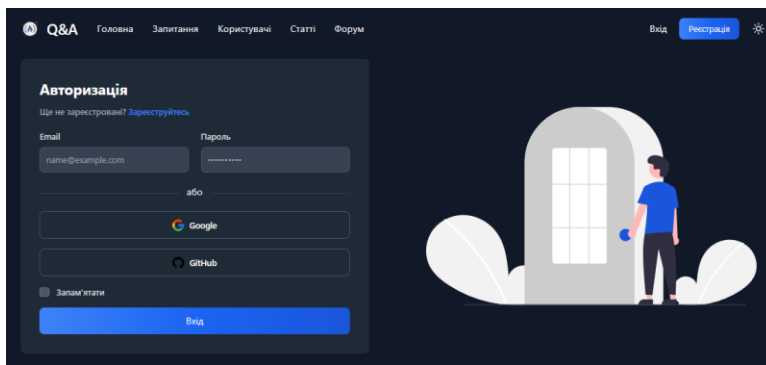 Q&A Головна Запитання Користувачі Статті Форум Вхід Реєстрація
Авторизація
Ще не зареєстровані? Зареєструйтесь
Email Пароль
name@example.com ••••••••••
або
Google
GitHub
Запам'ятати
Вхід